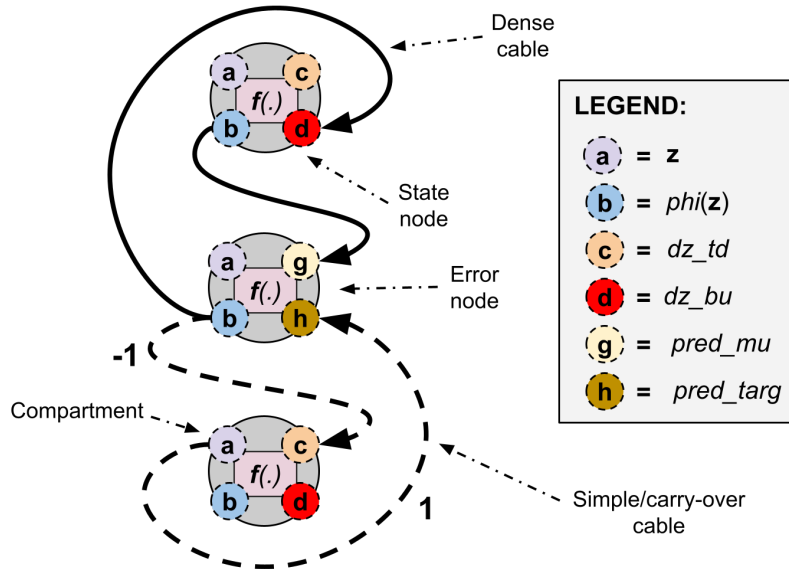 Dense
cable
a
c
f(.)
b
d
State
node
a
g
f(.)
b
h
Error
node
-1
Compartment
a
c
f(.)
b
d
1
Simple/carry-over
cable
LEGEND:
a = z
b = phi(z)
c = dz_td
d = dz_bu
g = pred_mu
h = pred_targ